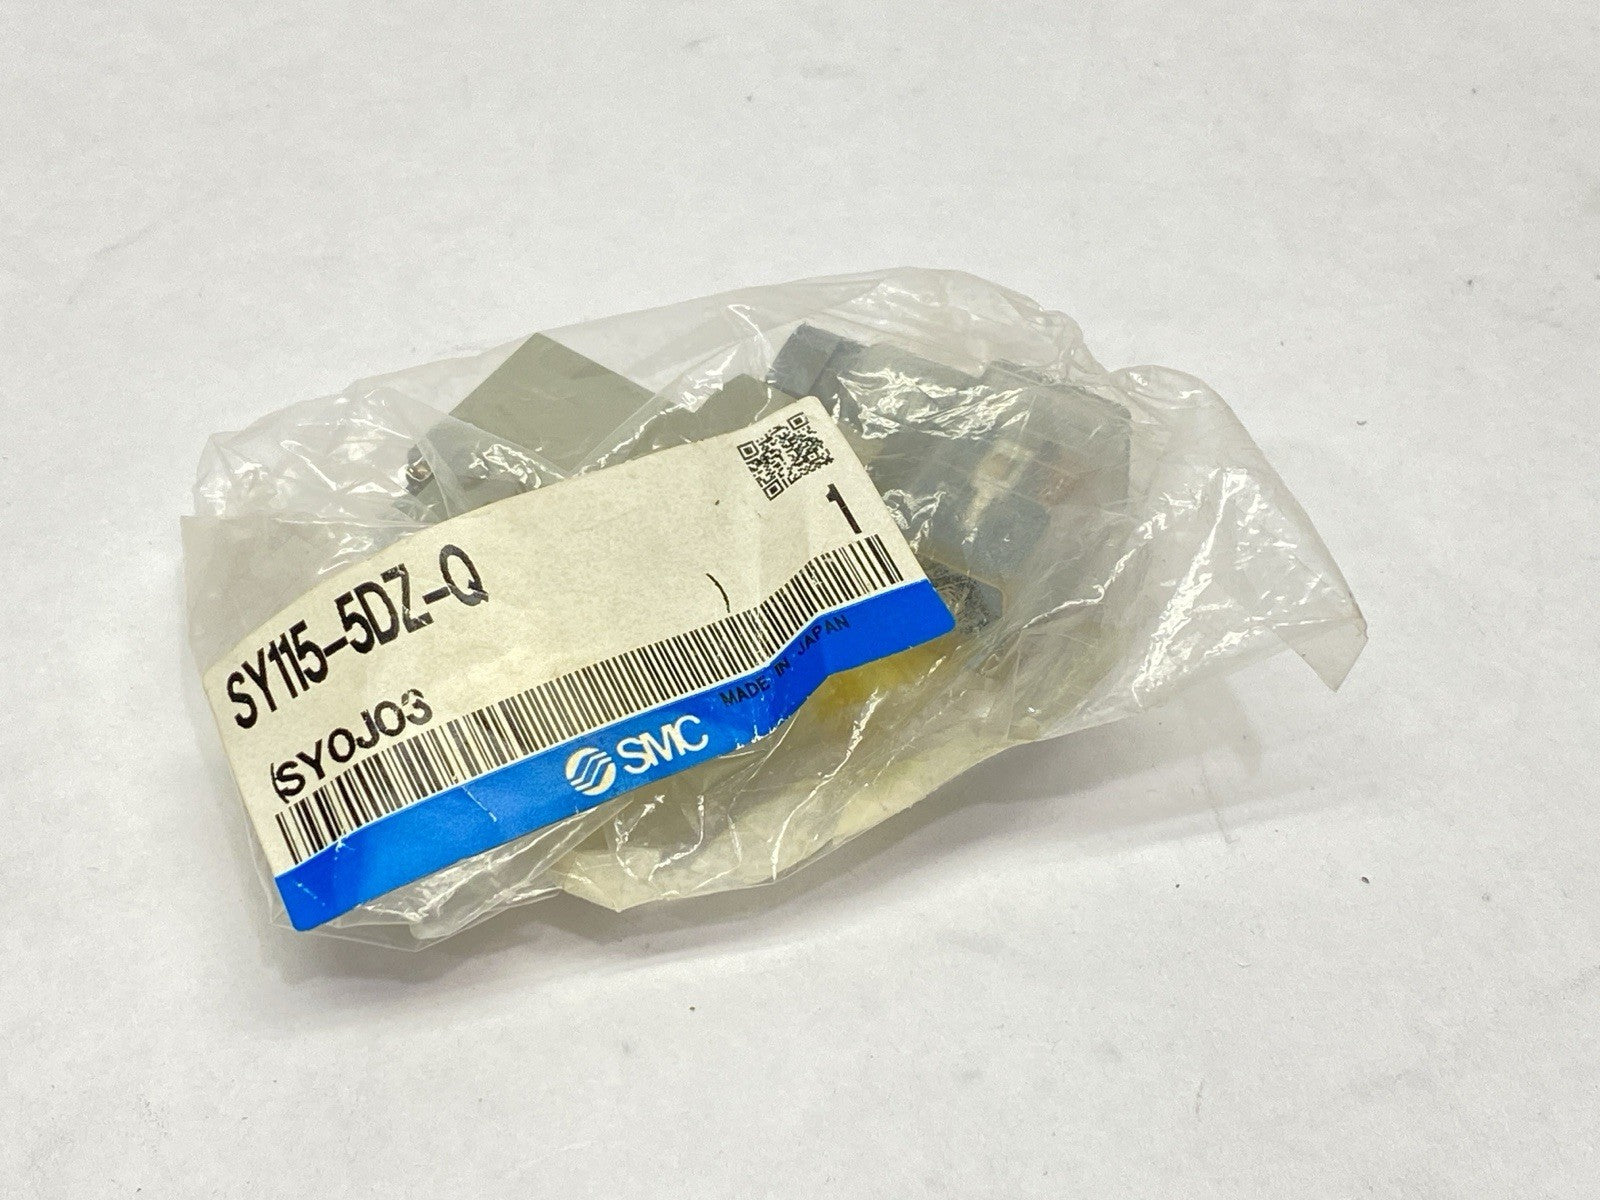 1
SY115-5DZ-Q
(SYOJO3
MADE IN JAPAN
SMC